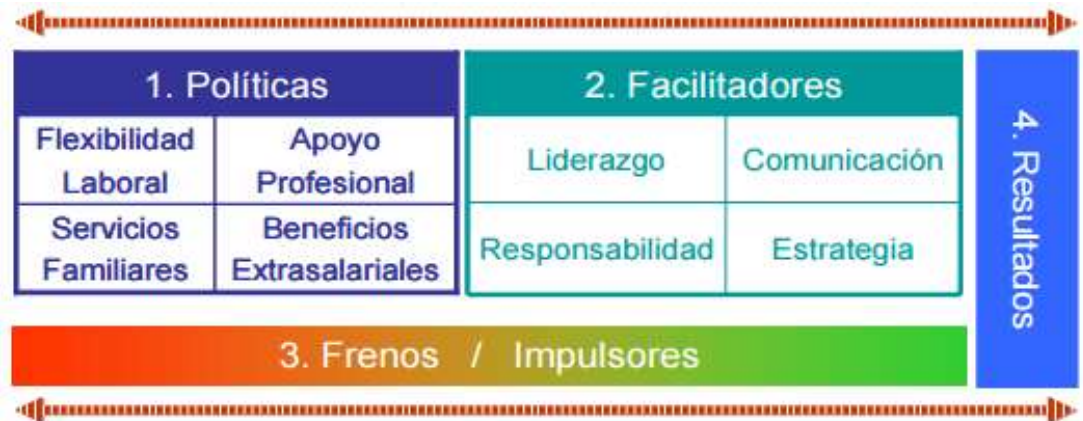 1. Políticas
Flexibilidad
Laboral
Apoyo
Profesional
Servicios
Familiares
Beneficios
Extrasalariales
2. Facilitadores
Liderazgo
Comunicación
Responsabilidad
Estrategia
3. Frenos / Impulsores
4. Resultados